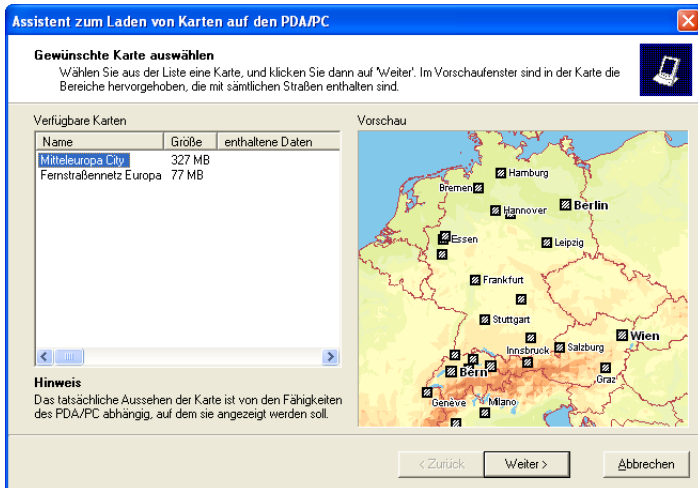 Assistent zum Laden von Karten auf den PDA/PC
Gewünschte Karte auswählen
Wählen Sie aus der Liste eine Karte, und klicken Sie dann auf 'Weiter'. Im Vorschaufenster sind in der Karte die
Bereiche hervorgehoben, die mit sämtlichen Straßen enthalten sind.
Verfügbare Karten
Name Größe enthaltene Daten
Mitteleuropa City 327 MB
Fernstraßennetz Europa 77 MB
Hinweis
Das tatsächliche Aussehen der Karte ist von den Fähigkeiten
des PDA/PC abhängig, auf dem sie angezeigt werden soll.
Vorschau
Hamburg
Bremen
Hannover
Berlin
Essen
Leipzig
Frankfurt
Stuttgart
Wien
Innsbruck
Salzburg
Bern
Graz
Genève
Milano
< Zurück
Weiter >
Abbrechen